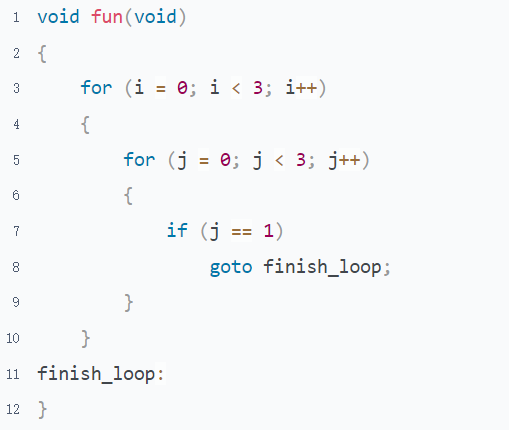 1 void fun(void)
2 {
3     for (i = 0; i < 3; i++)
4     {
5         for (j = 0; j < 3; j++)
6         {
7             if (j == 1)
8                 goto finish_loop;
9         }
10     }
11 finish_loop:
12 }